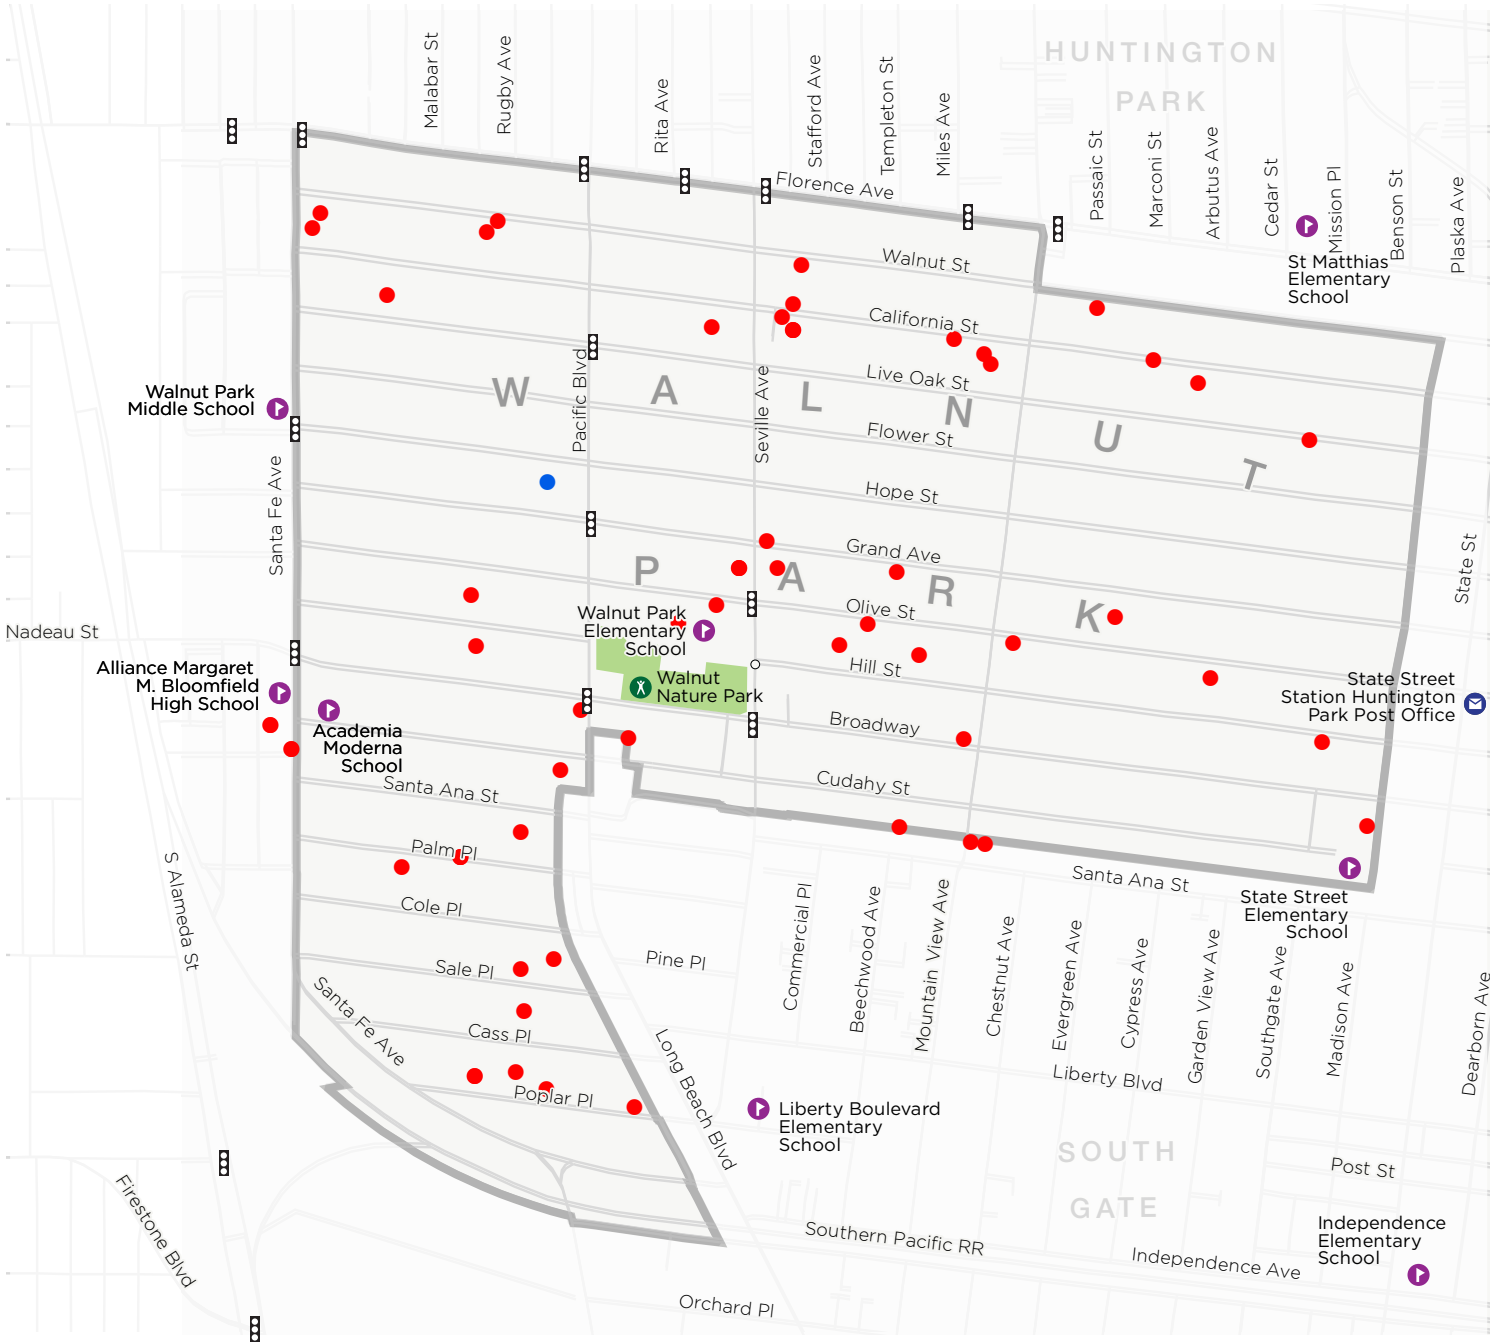 HUNTINGTON
PARK
Malabar St
Rugby Ave
Rita Ave
Stafford Ave
Templeton St
Miles Ave
Passaic St
Marconi St
Arbutus Ave
Cedar St
Mission Pl
Benson St
Plaska Ave
Florence Ave
St Matthias
Elementary
School
Walnut St
California St
Live Oak St
Flower St
Hope St
Grand Ave
Olive St
Hill St
Broadway
Cudahy St
WALNUT
PARK
Pacific Blvd
Seville Ave
Walnut Park
Middle School
Santa Fe Ave
Nadeau St
Walnut Park
Elementary
School
Walnut
Nature Park
Alliance Margaret
M. Bloomfield
High School
Academia
Moderna
School
State St
State Street
Station Huntington
Park Post Office
Santa Ana St
Palm Pl
Cole Pl
Sale Pl
Cass Pl
Poplar Pl
Santa Fe Ave
S Alameda St
Firestone Blvd
Santa Ana St
State Street
Elementary
School
Pine Pl
Commercial Pl
Beechwood Ave
Mountain View Ave
Chestnut Ave
Evergreen Ave
Cypress Ave
Garden View Ave
Southgate Ave
Madison Ave
Dearborn Ave
Long Beach Blvd
Liberty Blvd
Liberty Boulevard
Elementary
School
SOUTH
GATE
Post St
Southern Pacific RR
Independence Ave
Independence
Elementary
School
Orchard Pl